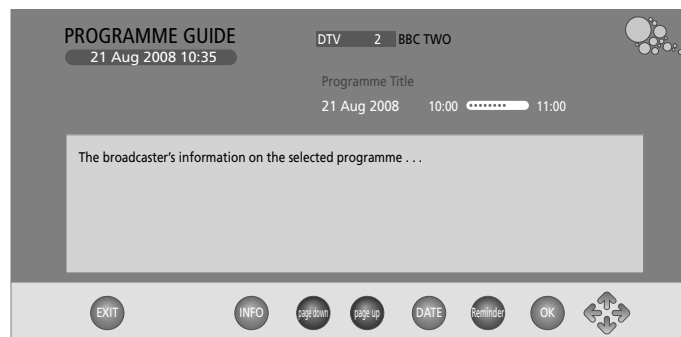 PROGRAMME GUIDE
21 Aug 2008 10:35
DTV 2 BBC TWO
Programme Title
21 Aug 2008 10:00 11:00
The broadcaster's information on the selected programme . . .
EXIT INFO page down page up DATE Reminder OK